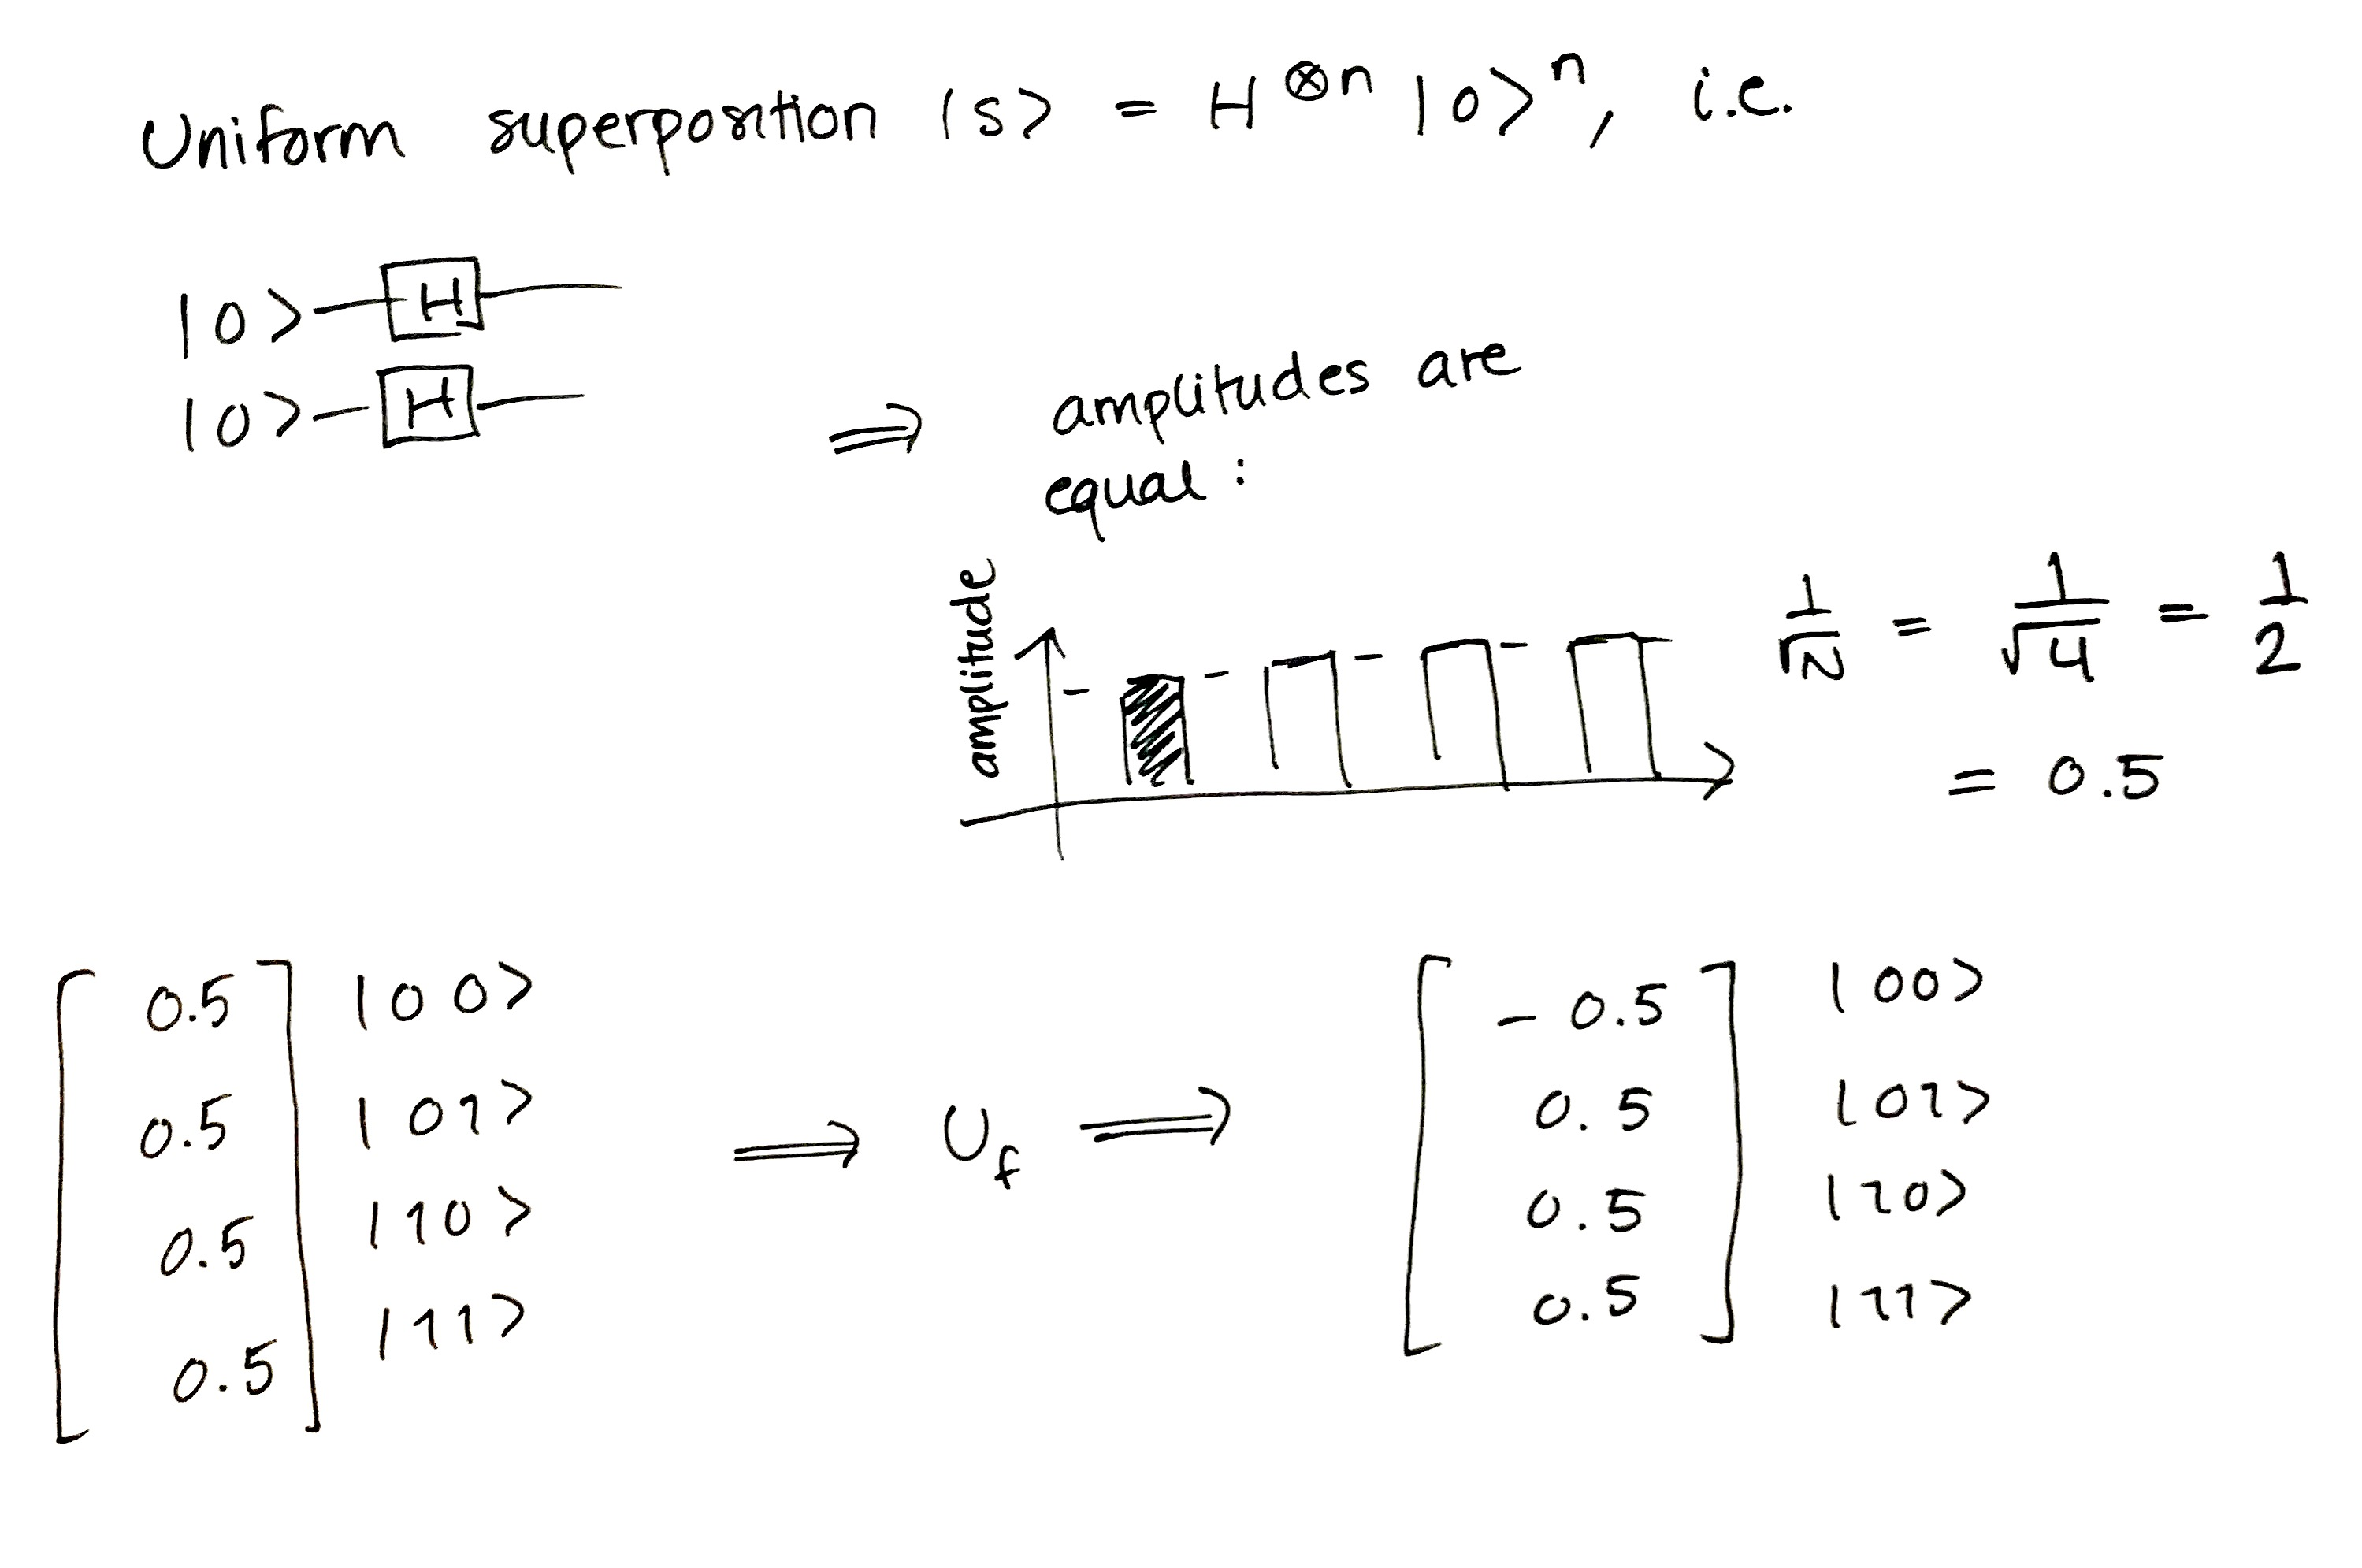 Uniform superposition |s> = H⊗n |0>ⁿ, i.e.
|0> H
|0> H
⇒ amplitudes are
equal:
amplitude
1/√N = 1/√4 = 1/2
= 0.5
[0.5] |00>
[0.5] |01>
[0.5] |10>
[0.5] |11>
⇒ U_f ⇒
[-0.5] |00>
[0.5] |01>
[0.5] |10>
[0.5] |11>